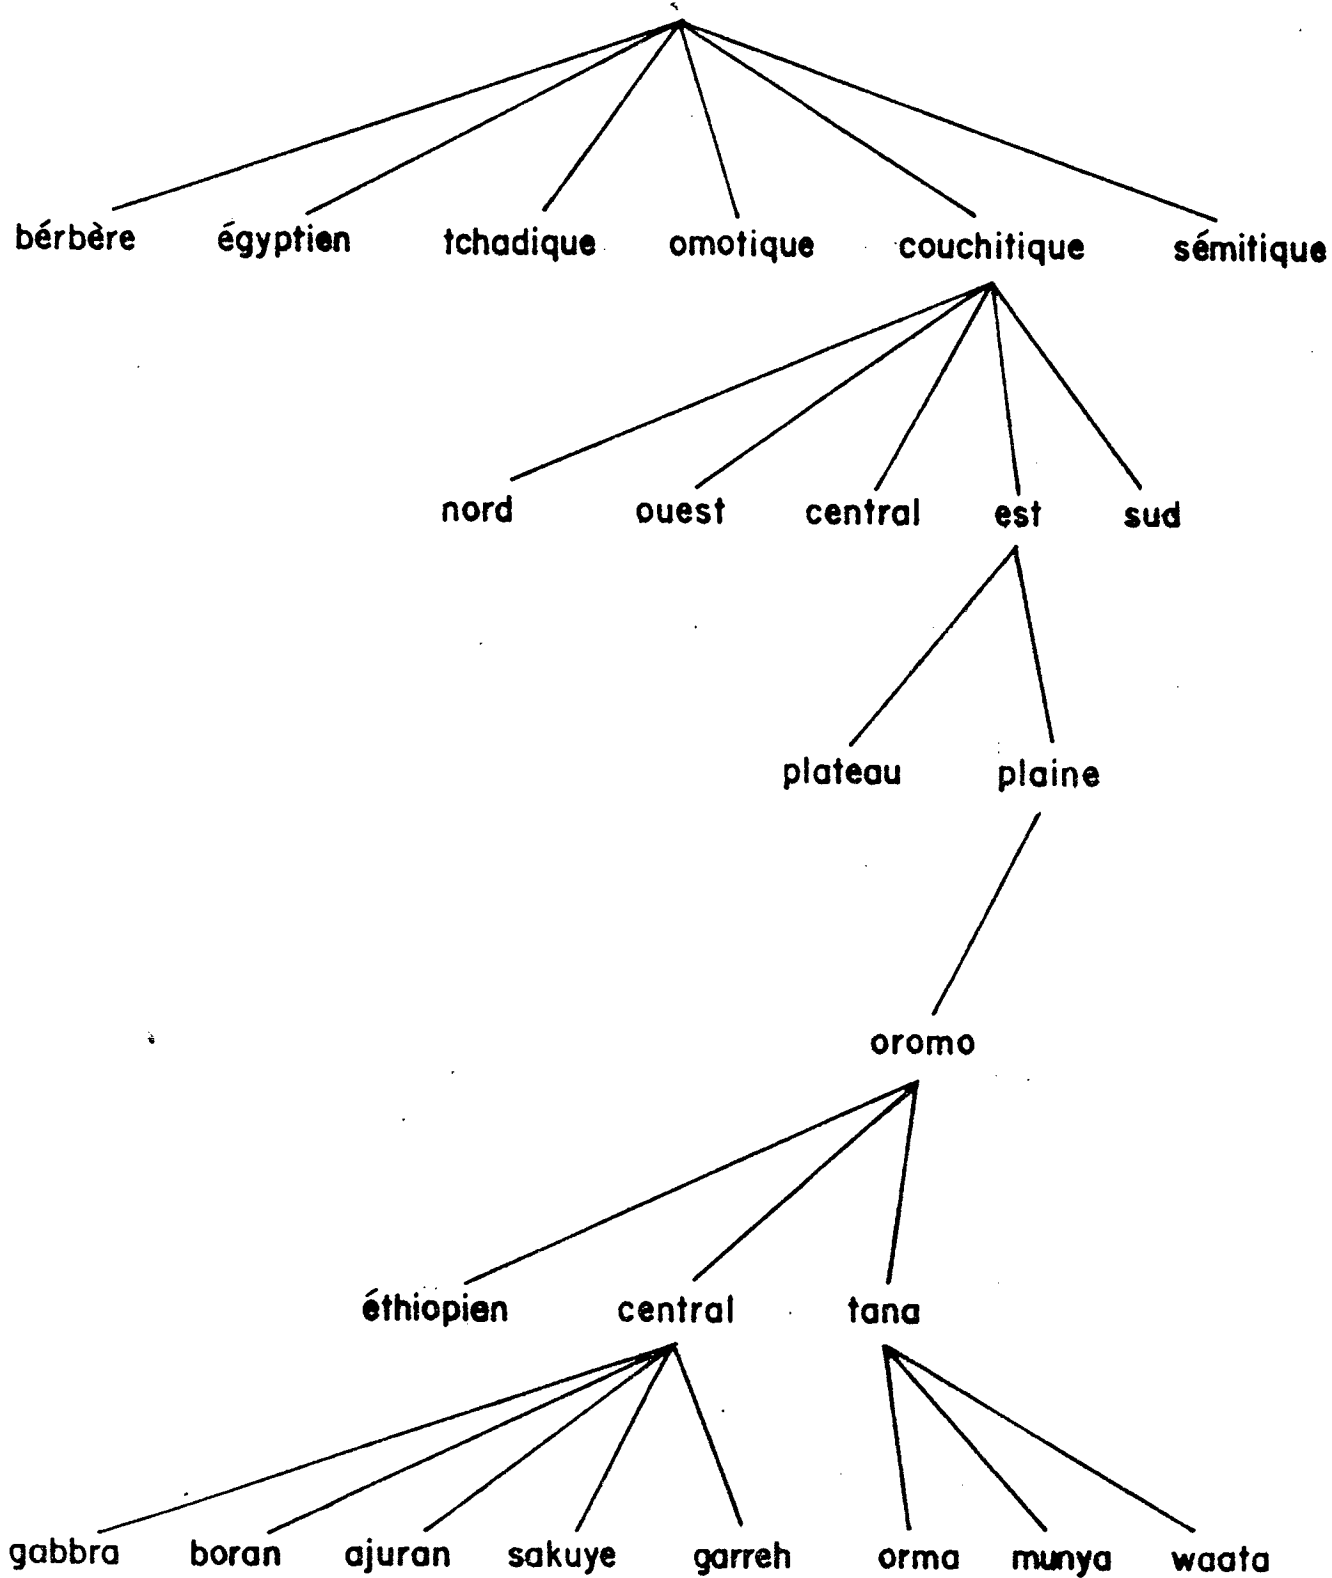 bérbère égyptien tchadique omotique couchitique sémitique
nord ouest central est sud
plateau plaine
oromo
éthiopien central tana
gabbra boran ajuran sakuye garreh orma munya waata